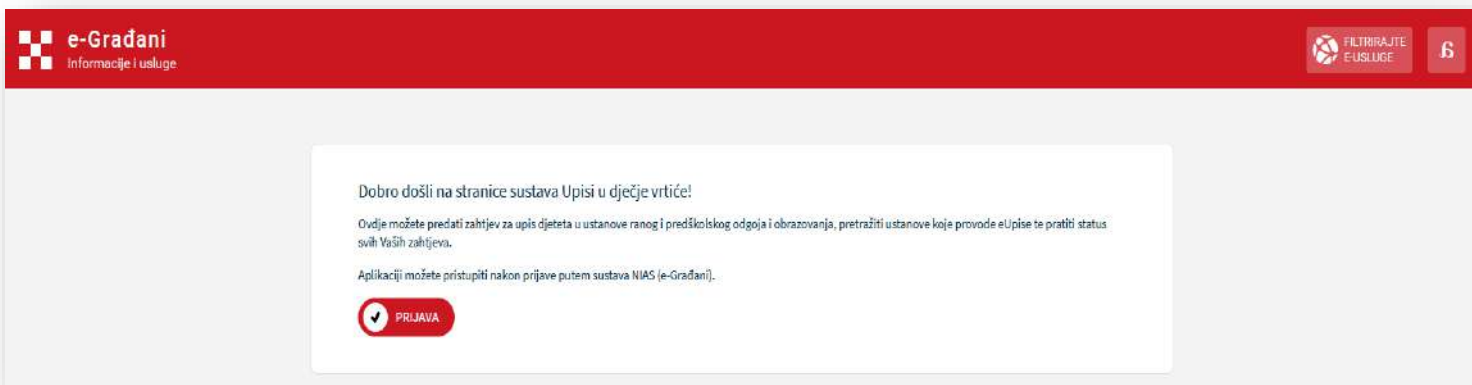 e-Građani
Informacije i usluge
FILTRIRAJTE
E-USLUGE
Dobro došli na stranice sustava Upisi u dječje vrtiće!
Ovdje možete predati zahtjev za upis djeteta u ustanove ranog i predškolskog odgoja i obrazovanja, pretražiti ustanove koje provode eUpise te pratiti status
svih Vaših zahtjeva.
Aplikaciji možete pristupiti nakon prijave putem sustava NIAS (e-Građani).
PRIJAVA